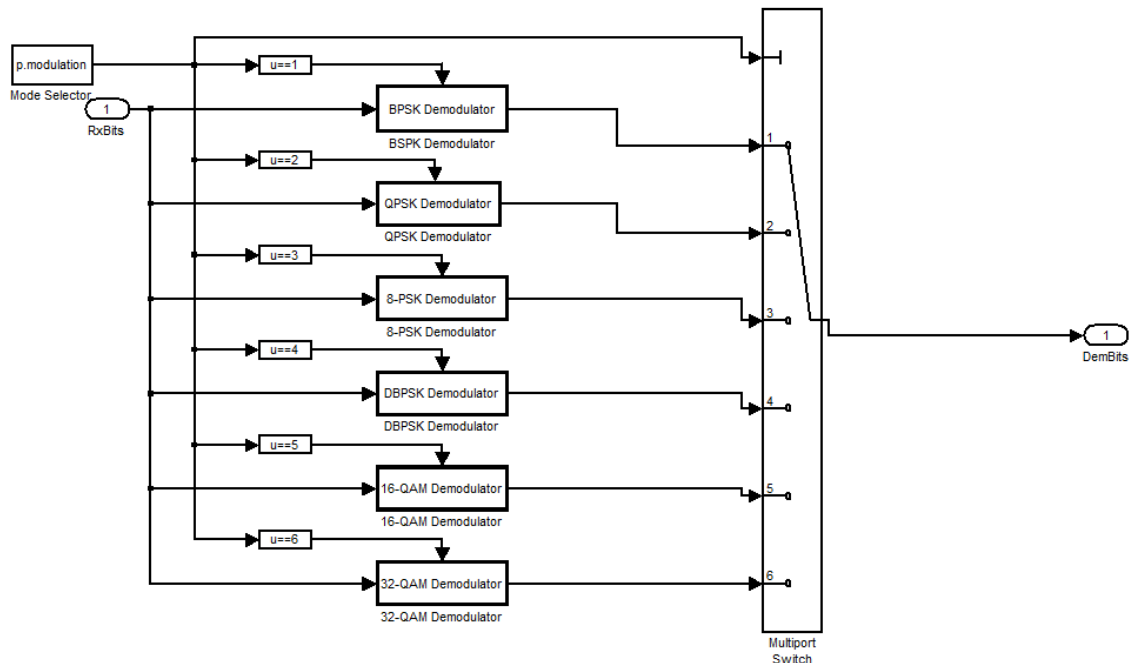 p.modulation
Mode Selector
1
RxBits
u==1
BPSK Demodulator
BSPK Demodulator
u==2
QPSK Demodulator
QPSK Demodulator
u==3
8-PSK Demodulator
8-PSK Demodulator
u==4
DBPSK Demodulator
DBPSK Demodulator
u==5
16-QAM Demodulator
16-QAM Demodulator
u==6
32-QAM Demodulator
32-QAM Demodulator
1
2
3
4
5
6
Multiport
Switch
1
DemBits